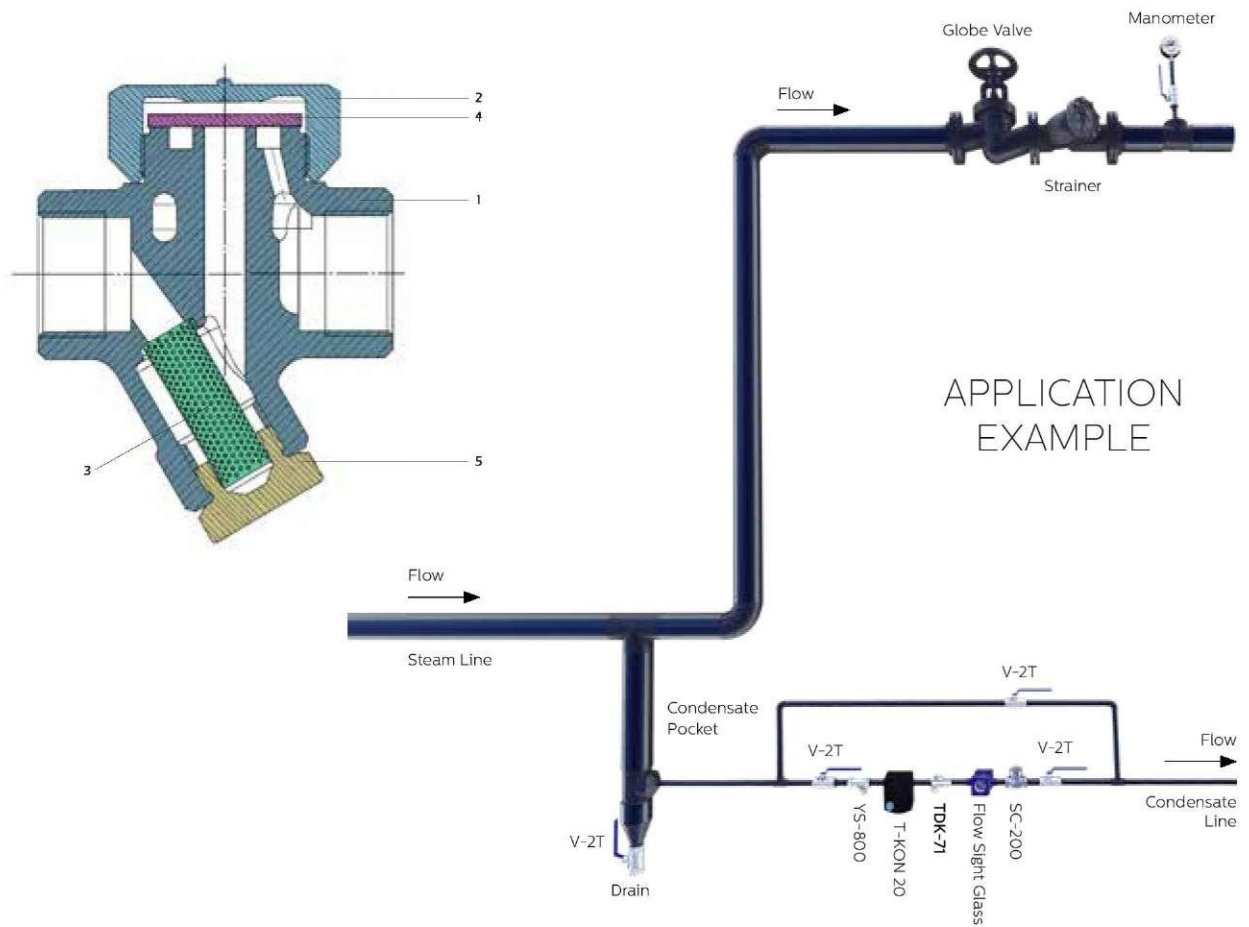 Globe Valve
Manometer
Flow
Strainer
2
4
1
3
5
APPLICATION
EXAMPLE
Flow
Steam Line
Condensate
Pocket
V-2T
V-2T
V-2T
Flow
Condensate
Line
YS-800
T-KON 20
TDK-71
Flow Sight Glass
SC-200
V-2T
Drain